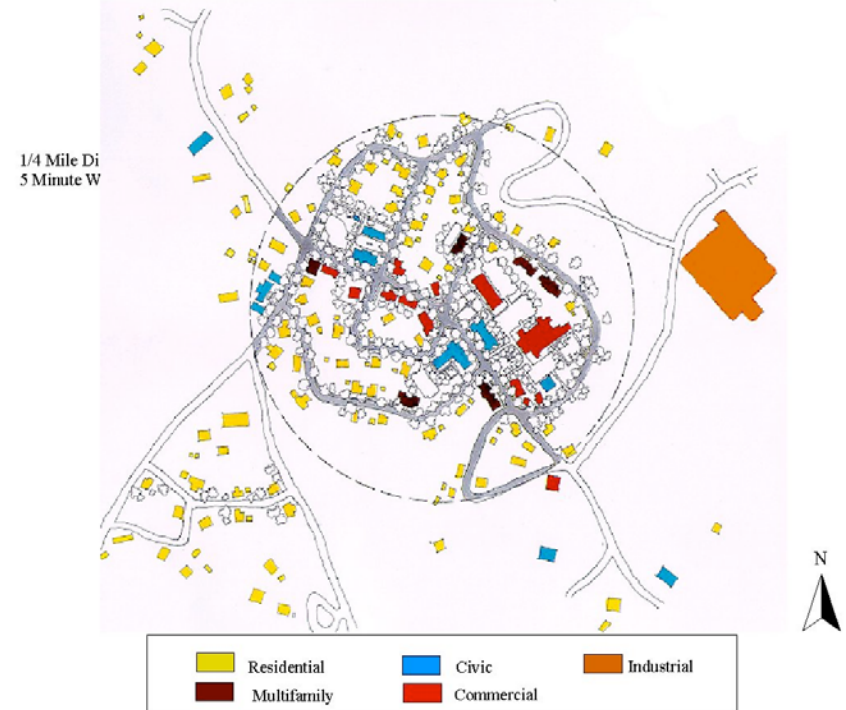 1/4 Mile Di
5 Minute W
N
Residential
Civic
Industrial
Multifamily
Commercial